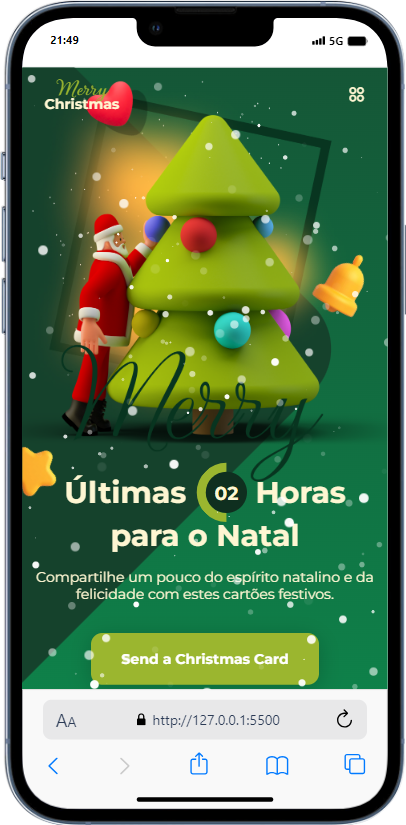 21:49
5G
Merry
Christmas
Merry
Últimas 02 Horas
para o Natal
Compartilhe um pouco do espírito natalino e da
felicidade com estes cartões festivos.
Send a Christmas Card
AA http://127.0.0.1:5500